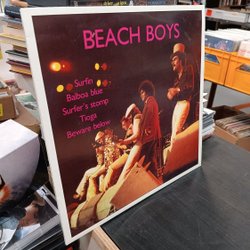 BEACH BOYS
Surfin
Balboa blue
Surfer's stomp
Tioga
Beware below